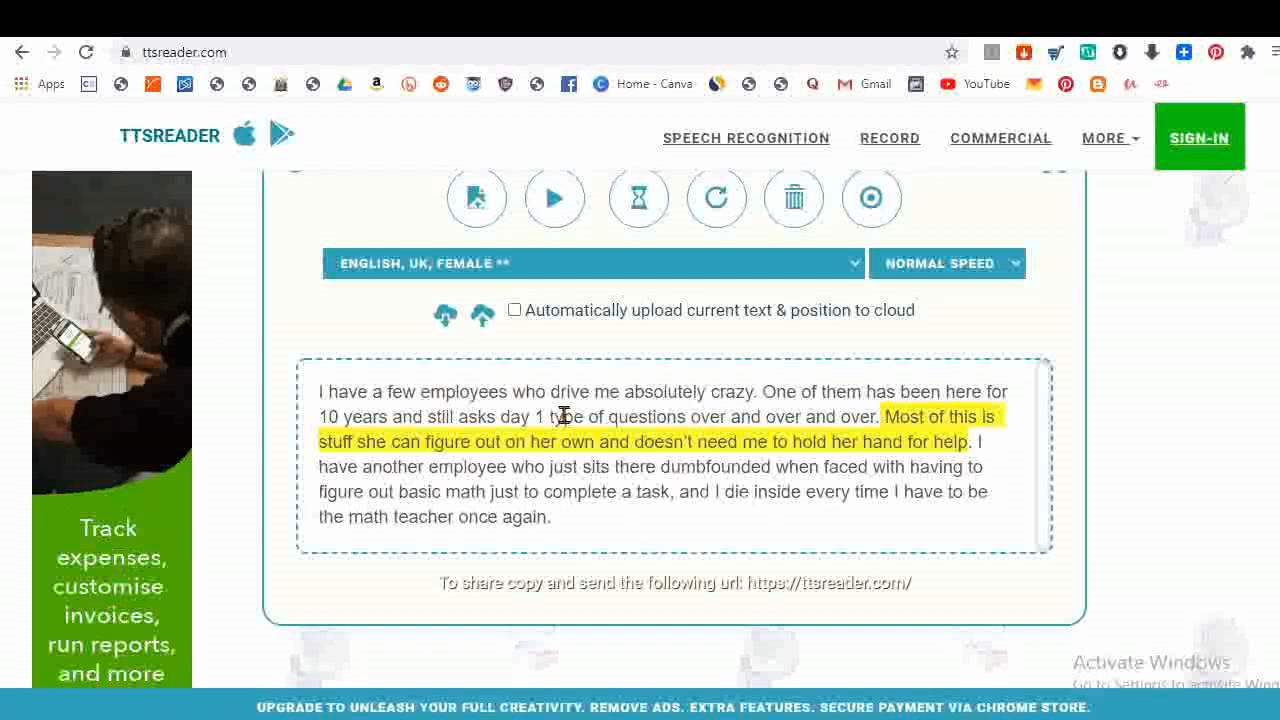 ttsreader.com
Apps
Home - Canva
Gmail
YouTube
TTSREADER
SPEECH RECOGNITION
RECORD
COMMERCIAL
MORE
SIGN-IN
ENGLISH, UK, FEMALE **
NORMAL SPEED
Automatically upload current text & position to cloud
I have a few employees who drive me absolutely crazy. One of them has been here for
10 years and still asks day 1 type of questions over and over and over. Most of this is
stuff she can figure out on her own and doesn't need me to hold her hand for help. I
have another employee who just sits there dumbfounded when faced with having to
figure out basic math just to complete a task, and I die inside every time I have to be
the math teacher once again.
To share copy and send the following url: https://ttsreader.com/
Track
expenses,
customise
invoices,
run reports,
and more
Activate Windows
Go to Settings to activate Wind
UPGRADE TO UNLEASH YOUR FULL CREATIVITY. REMOVE ADS. EXTRA FEATURES. SECURE PAYMENT VIA CHROME STORE.